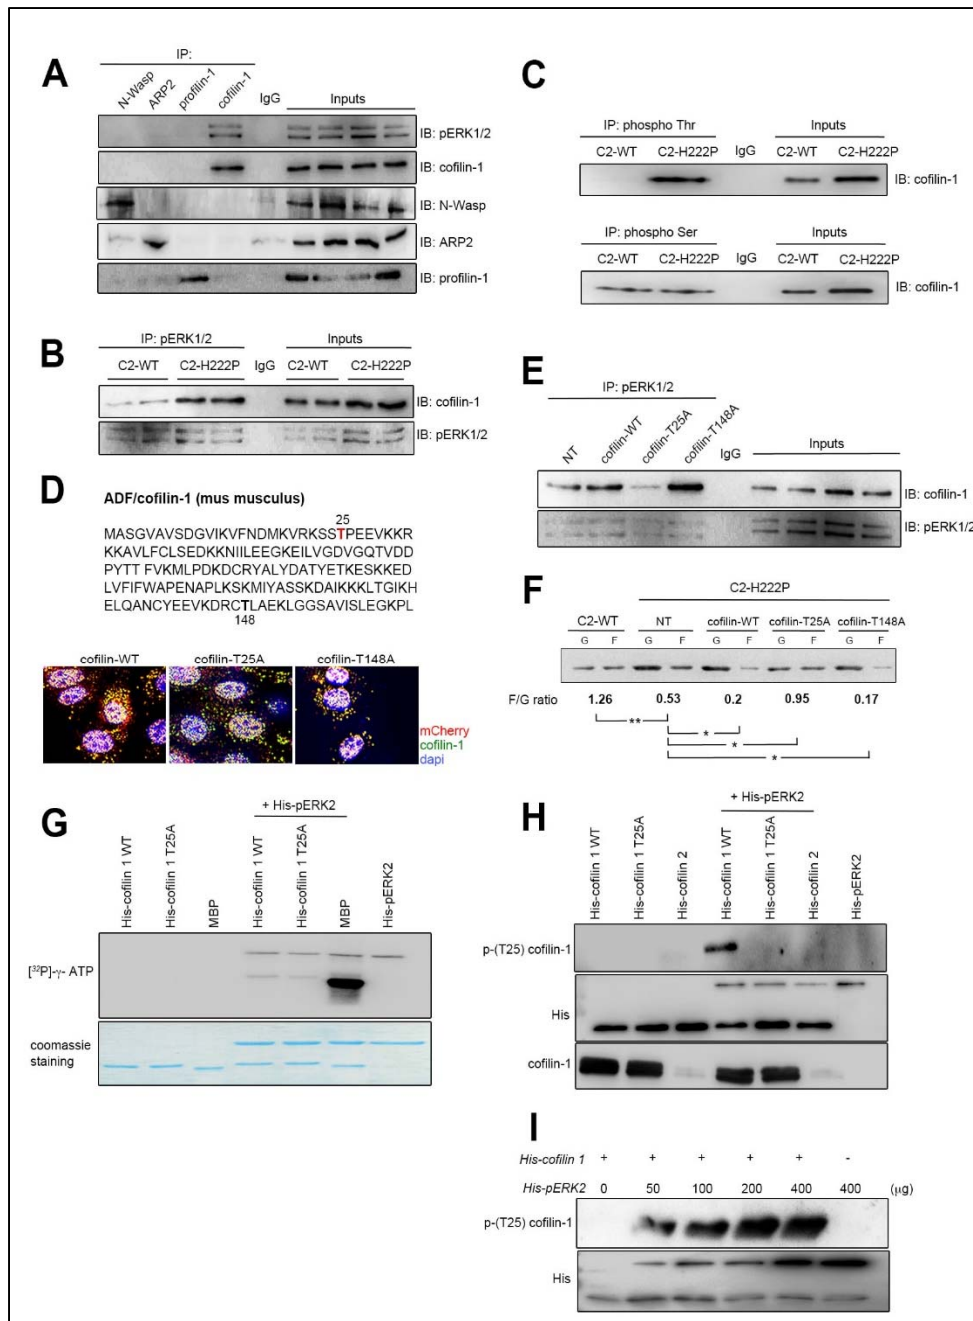 A
IP:
N-Wasp
ARP2
profilin-1
cofilin-1
IgG
Inputs
IB: pERK1/2
IB: cofilin-1
IB: N-Wasp
IB: ARP2
IB: profilin-1
B
IP: pERK1/2
Inputs
C2-WT C2-H222P IgG C2-WT C2-H222P
IB: cofilin-1
IB: pERK1/2
C
IP: phospho Thr
Inputs
C2-WT C2-H222P IgG C2-WT C2-H222P
IB: cofilin-1
IP: phospho Ser
Inputs
C2-WT C2-H222P IgG C2-WT C2-H222P
IB: cofilin-1
D
ADF/cofilin-1 (mus musculus)
25
MASGVAVSDGVIKVFNDMKVRKSSTPEEVKKR
KKAVLFCLSEDKKNIILEEGKEILVGDVGQTVDD
PYTTFVKMLPDKDCRYALYDATYETKESKKED
LVFIFWAPENAPLKSKMIYASSKDAIKKKLTGIKH
ELQANCYEEVKDRCTLAEKLGGSAVISLEGKPL
148
cofilin-WT cofilin-T25A cofilin-T148A
mCherry
cofilin-1
dapi
E
IP: pERK1/2
NT
cofilin-WT
cofilin-T25A
cofilin-T148A
IgG
Inputs
IB: cofilin-1
IB: pERK1/2
F
C2-H222P
C2-WT NT cofilin-WT cofilin-T25A cofilin-T148A
G F G F G F G F G F
F/G ratio 1.26 0.53 0.2 0.95 0.17
**
*
*
*
G
+ His-pERK2
His-cofilin 1 WT
His-cofilin 1 T25A
MBP
His-cofilin 1 WT
His-cofilin 1 T25A
MBP
His-pERK2
[³²P]-γ- ATP
coomassie
staining
H
+ His-pERK2
His-cofilin 1 WT
His-cofilin 1 T25A
His-cofilin 2
His-cofilin 1 WT
His-cofilin 1 T25A
His-cofilin 2
His-pERK2
p-(T25) cofilin-1
His
cofilin-1
I
His-cofilin 1 + + + + + -
His-pERK2 0 50 100 200 400 400 (µg)
p-(T25) cofilin-1
His